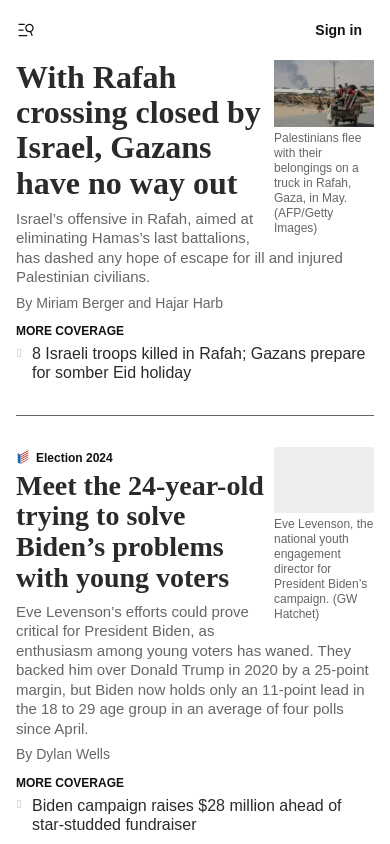 Sign in
With Rafah
crossing closed by
Israel, Gazans
have no way out
Israel’s offensive in Rafah, aimed at
eliminating Hamas’s last battalions,
has dashed any hope of escape for ill and injured
Palestinian civilians.
By Miriam Berger and Hajar Harb
Palestinians flee
with their
belongings on a
truck in Rafah,
Gaza, in May.
(AFP/Getty
Images)
MORE COVERAGE
8 Israeli troops killed in Rafah; Gazans prepare
for somber Eid holiday
Election 2024
Meet the 24-year-old
trying to solve
Biden’s problems
with young voters
Eve Levenson’s efforts could prove
critical for President Biden, as
enthusiasm among young voters has waned. They
backed him over Donald Trump in 2020 by a 25-point
margin, but Biden now holds only an 11-point lead in
the 18 to 29 age group in an average of four polls
since April.
By Dylan Wells
Eve Levenson, the
national youth
engagement
director for
President Biden’s
campaign. (GW
Hatchet)
MORE COVERAGE
Biden campaign raises $28 million ahead of
star-studded fundraiser